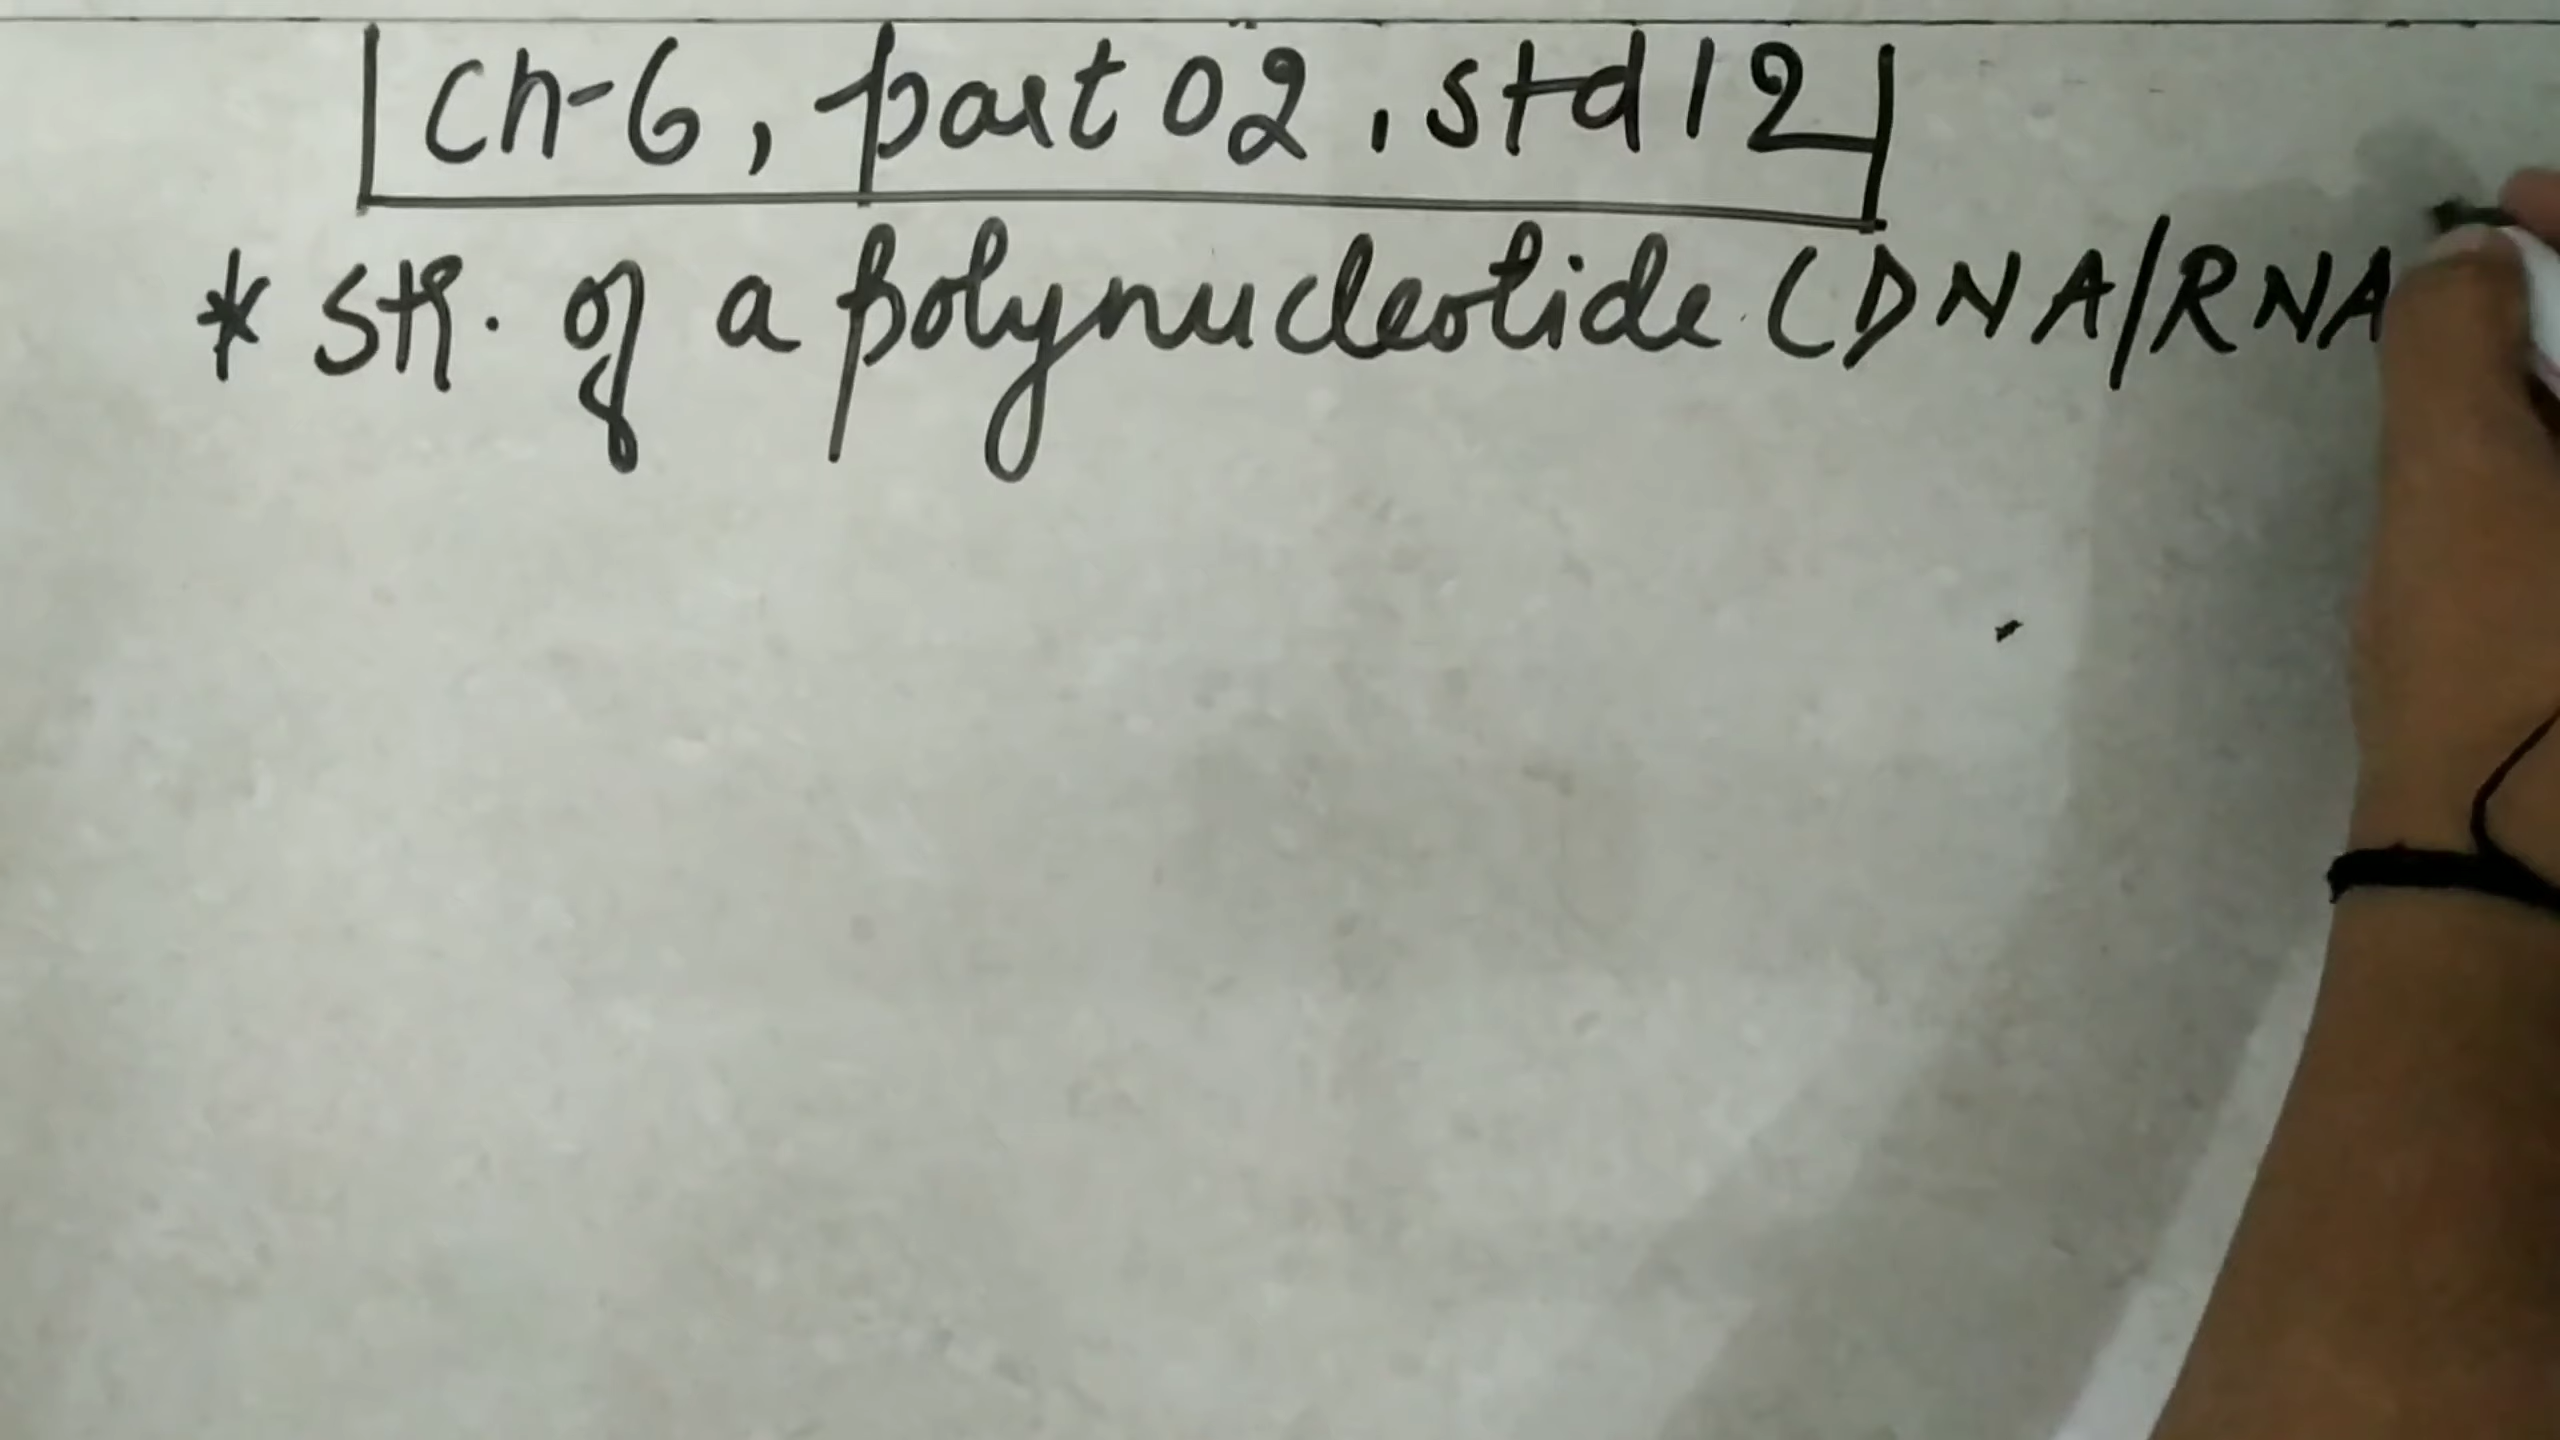 Ch-6, part 02, std 12
* Str. of a polynucleotide (DNA/RNA